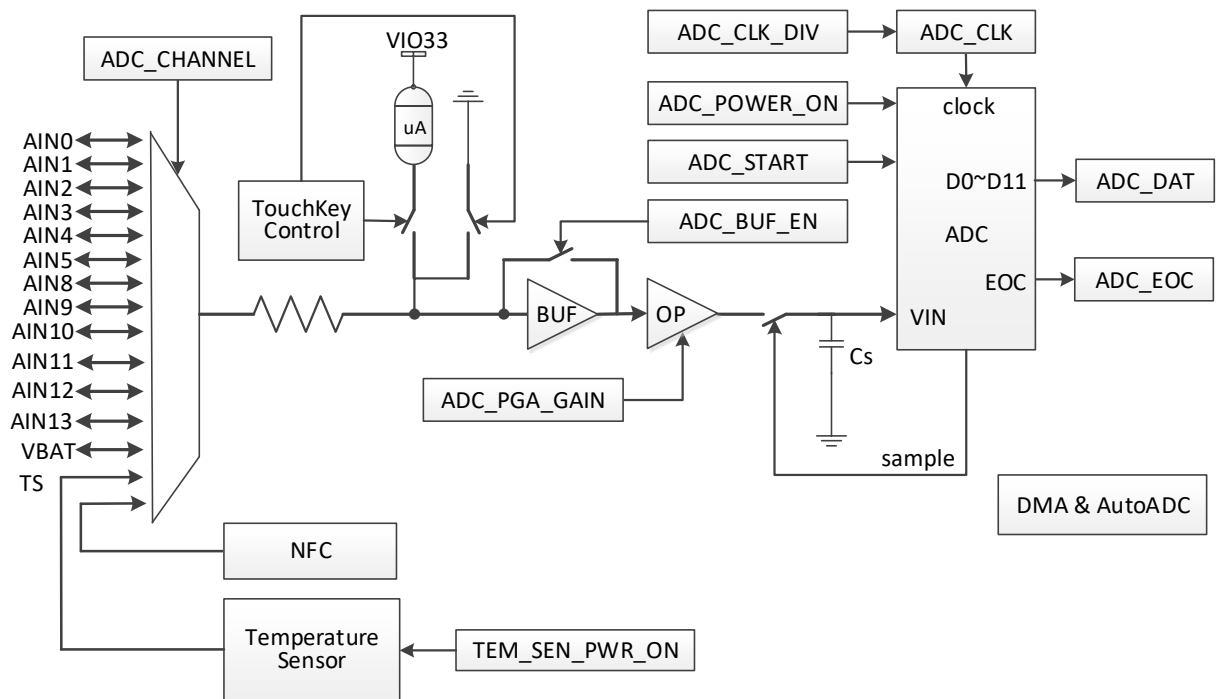 ADC_CHANNEL
VIO33
uA
TouchKey
Control
ADC_CLK_DIV
ADC_CLK
ADC_POWER_ON
ADC_START
ADC_BUF_EN
clock
D0~D11
ADC
EOC
VIN
ADC_DAT
ADC_EOC
AIN0
AIN1
AIN2
AIN3
AIN4
AIN5
AIN8
AIN9
AIN10
AIN11
AIN12
AIN13
VBAT
TS
BUF
OP
Cs
ADC_PGA_GAIN
sample
DMA & AutoADC
NFC
Temperature
Sensor
TEM_SEN_PWR_ON